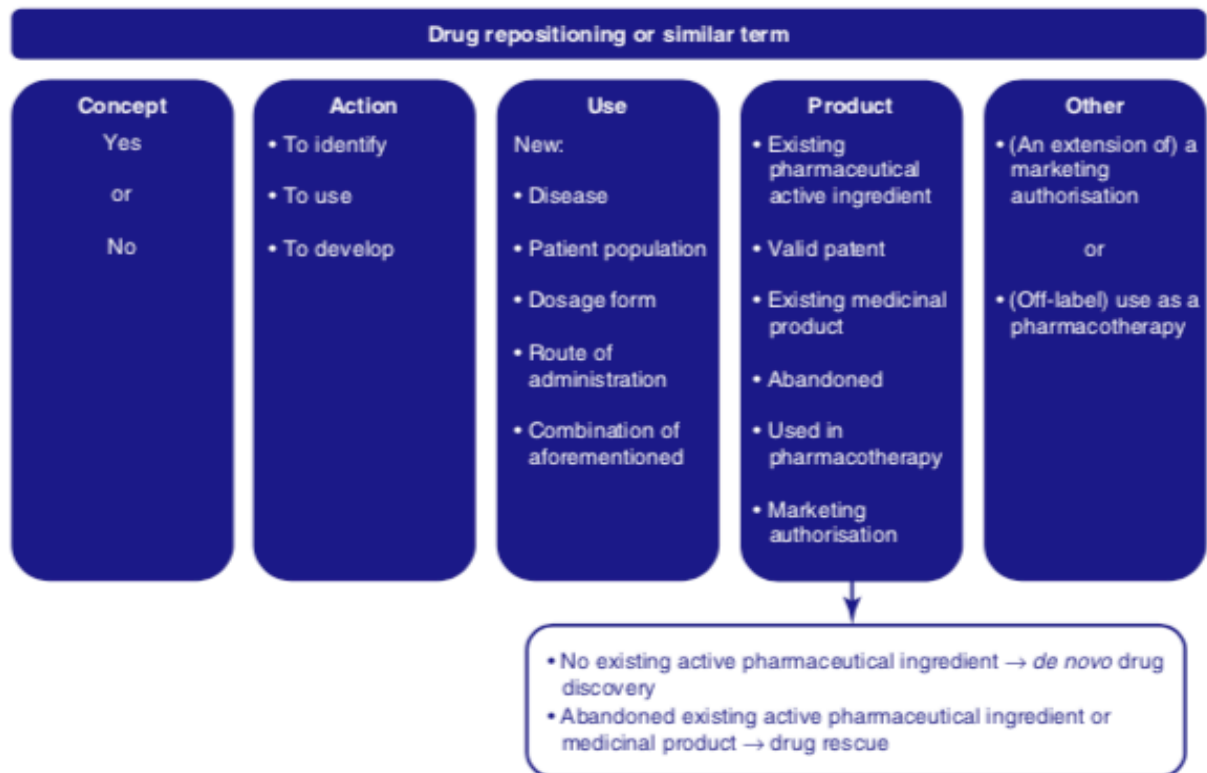 Drug repositioning or similar term
Concept
Yes
or
No
Action
• To identify
• To use
• To develop
Use
New:
• Disease
• Patient population
• Dosage form
• Route of
administration
• Combination of
aforementioned
Product
• Existing
pharmaceutical
active ingredient
• Valid patent
• Existing medicinal
product
• Abandoned
• Used in
pharmacotherapy
• Marketing
authorisation
Other
• (An extension of) a
marketing
authorisation
or
• (Off-label) use as a
pharmacotherapy
• No existing active pharmaceutical ingredient → de novo drug
discovery
• Abandoned existing active pharmaceutical ingredient or
medicinal product → drug rescue